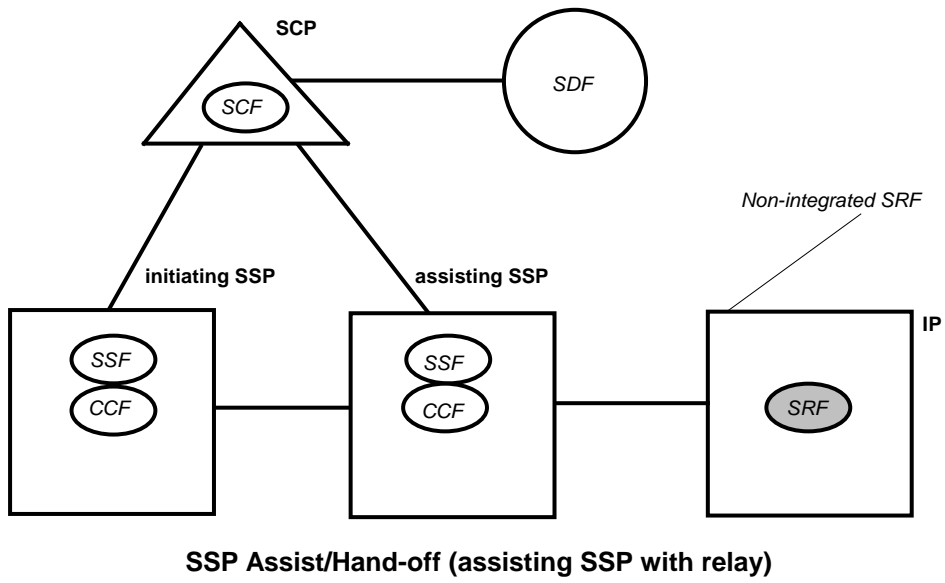 SCP
SCF
SDF
Non-integrated SRF
initiating SSP
assisting SSP
IP
SSF
CCF
SSF
CCF
SRF
SSP Assist/Hand-off (assisting SSP with relay)